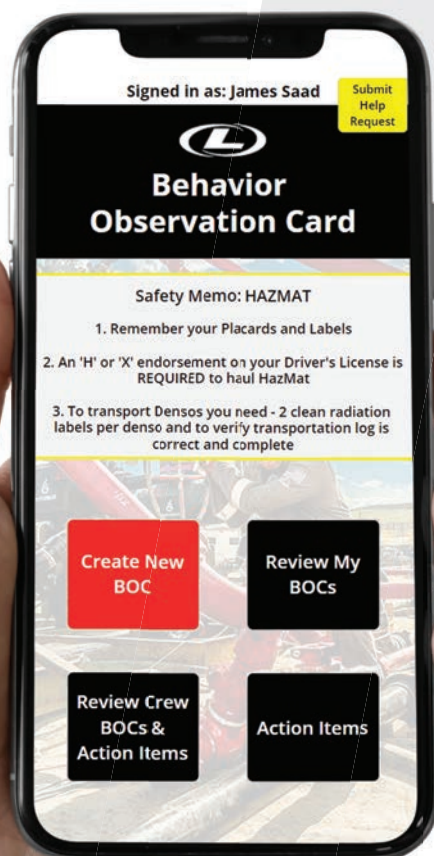 Signed in as: James Saad
Submit
Help
Request
L
Behavior
Observation Card
Safety Memo: HAZMAT
1. Remember your Placards and Labels
2. An 'H' or 'X' endorsement on your Driver's License is
REQUIRED to haul HazMat
3. To transport Densos you need - 2 clean radiation
labels per denso and to verify transportation log is
correct and complete
6
6
Create New
BOC
Review My
BOCs
Review Crew
BOCs &
Action Items
Action Items